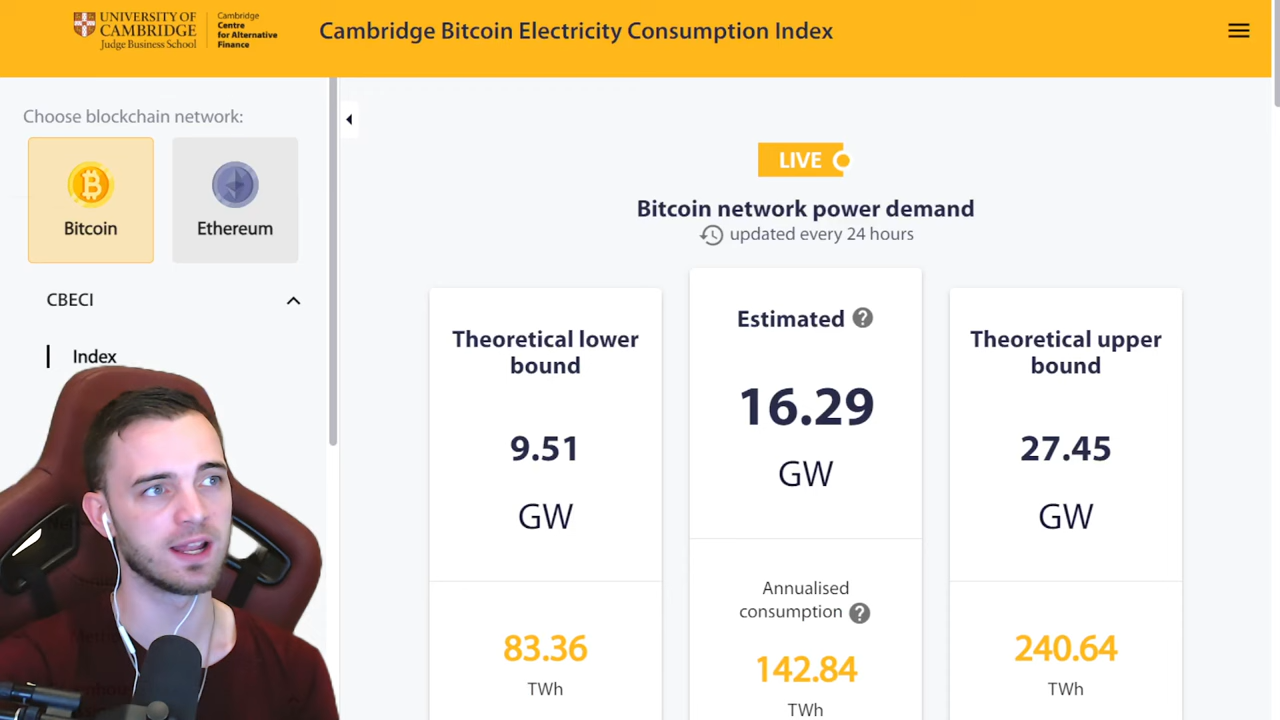 UNIVERSITY OF
CAMBRIDGE
Judge Business School
Cambridge
Centre
for Alternative
Finance
Cambridge Bitcoin Electricity Consumption Index
Choose blockchain network:
Bitcoin
Ethereum
CBECI
Index
LIVE
Bitcoin network power demand
updated every 24 hours
Theoretical lower
bound
9.51
GW
83.36
TWh
Estimated ?
16.29
GW
Annualised
consumption ?
142.84
TWh
Theoretical upper
bound
27.45
GW
240.64
TWh